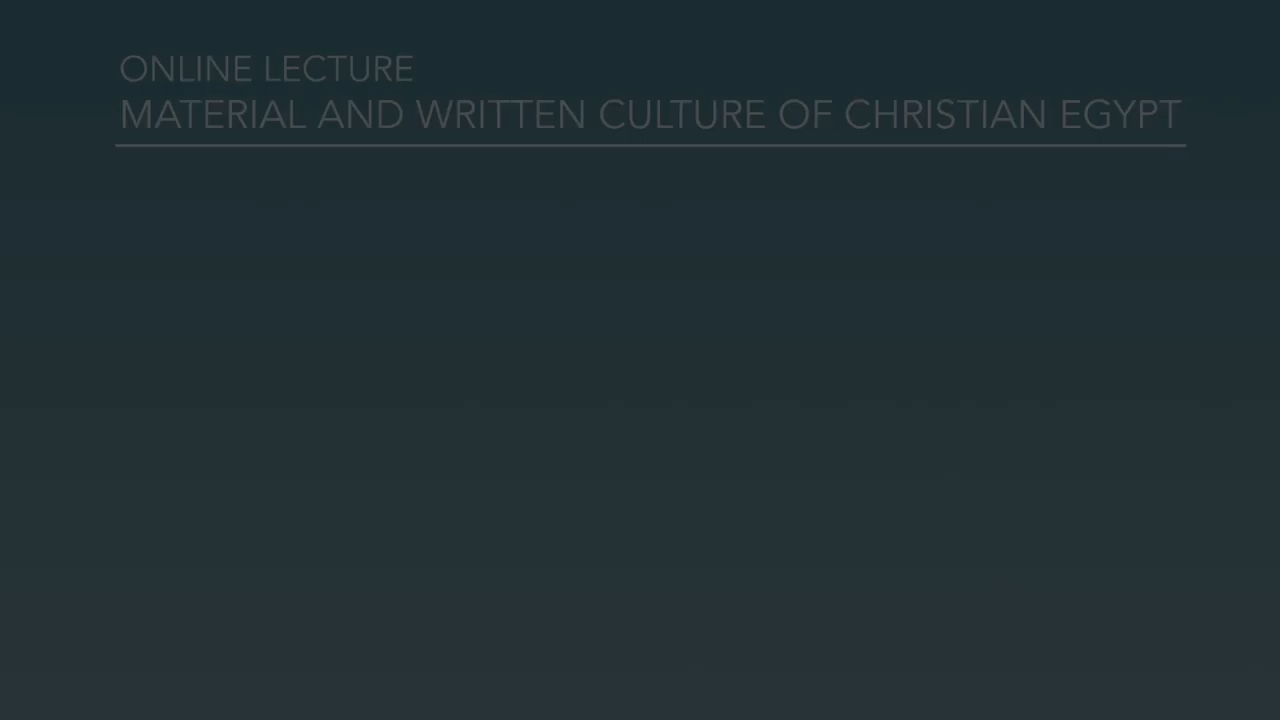 ONLINE LECTURE
MATERIAL AND WRITTEN CULTURE OF CHRISTIAN EGYPT